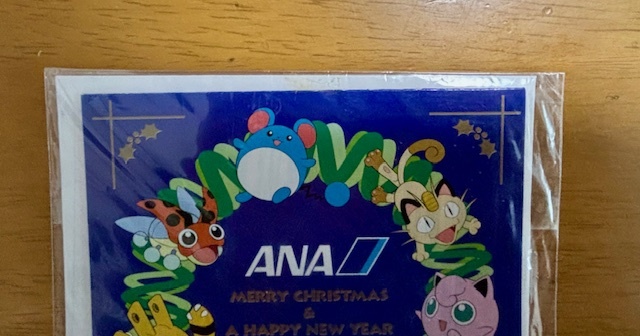 ANA
MERRY CHRISTMAS
&
A HAPPY NEW YEAR